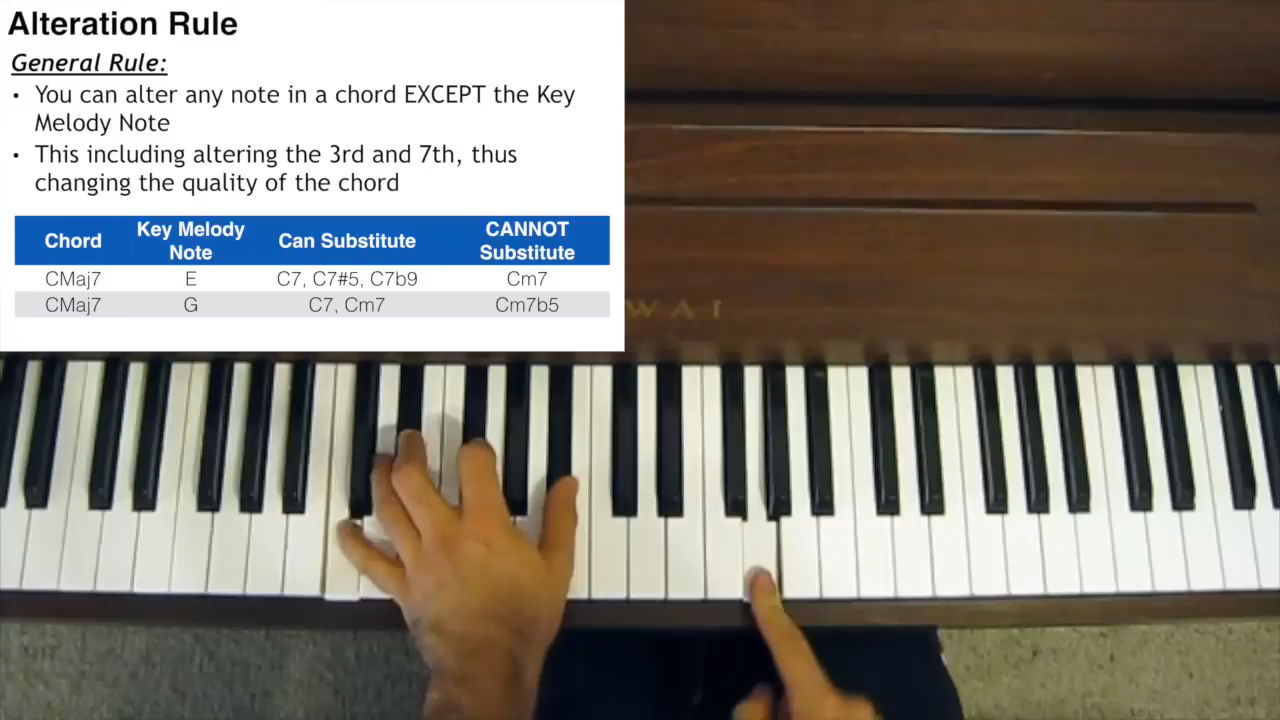 Alteration Rule
General Rule:
• You can alter any note in a chord EXCEPT the Key
Melody Note
• This including altering the 3rd and 7th, thus
changing the quality of the chord
Chord Key Melody Note Can Substitute CANNOT Substitute
CMaj7 E C7, C7#5, C7b9 Cm7
CMaj7 G C7, Cm7 Cm7b5
WAI